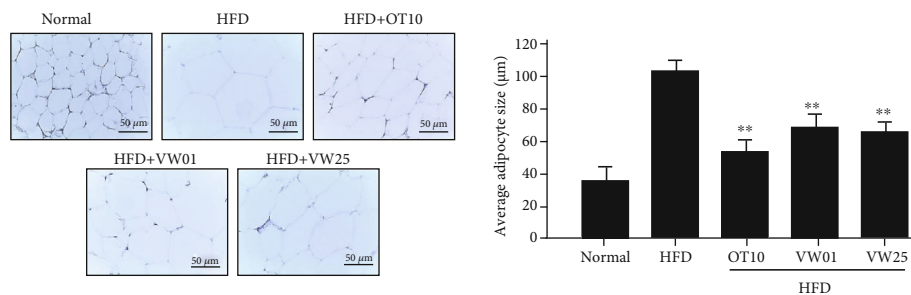 Normal
HFD
HFD+OT10
50 μm
50 μm
50 μm
HFD+VW01
HFD+VW25
50 μm
50 μm
Average adipocyte size (μm)
120
100
80
60
40
20
0
**
**
**
Normal
HFD
OT10
VW01
VW25
HFD